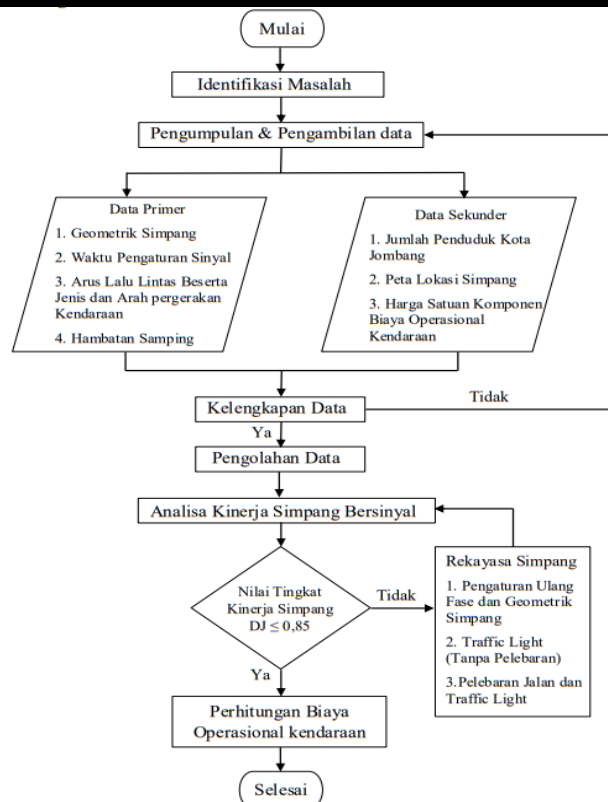 Mulai
Identifikasi Masalah
Pengumpulan & Pengambilan data
Data Primer
1. Geometrik Simpang
2. Waktu Pengaturan Sinyal
3. Arus Lalu Lintas Beserta
Jenis dan Arah pergerakan
Kendaraan
4. Hambatan Samping
Data Sekunder
1. Jumlah Penduduk Kota
Jombang
2. Peta Lokasi Simpang
3. Harga Satuan Komponen
Biaya Operasional
Kendaraan
Kelengkapan Data
Tidak
Ya
Pengolahan Data
Analisa Kinerja Simpang Bersinyal
Nilai Tingkat
Kinerja Simpang
DJ ≤ 0,85
Tidak
Rekayasa Simpang
1. Pengaturan Ulang
Fase dan Geometrik
Simpang
2. Traffic Light
(Tanpa Pelebaran)
3.Pelebaran Jalan dan
Traffic Light
Ya
Perhitungan Biaya
Operasional kendaraan
Selesai